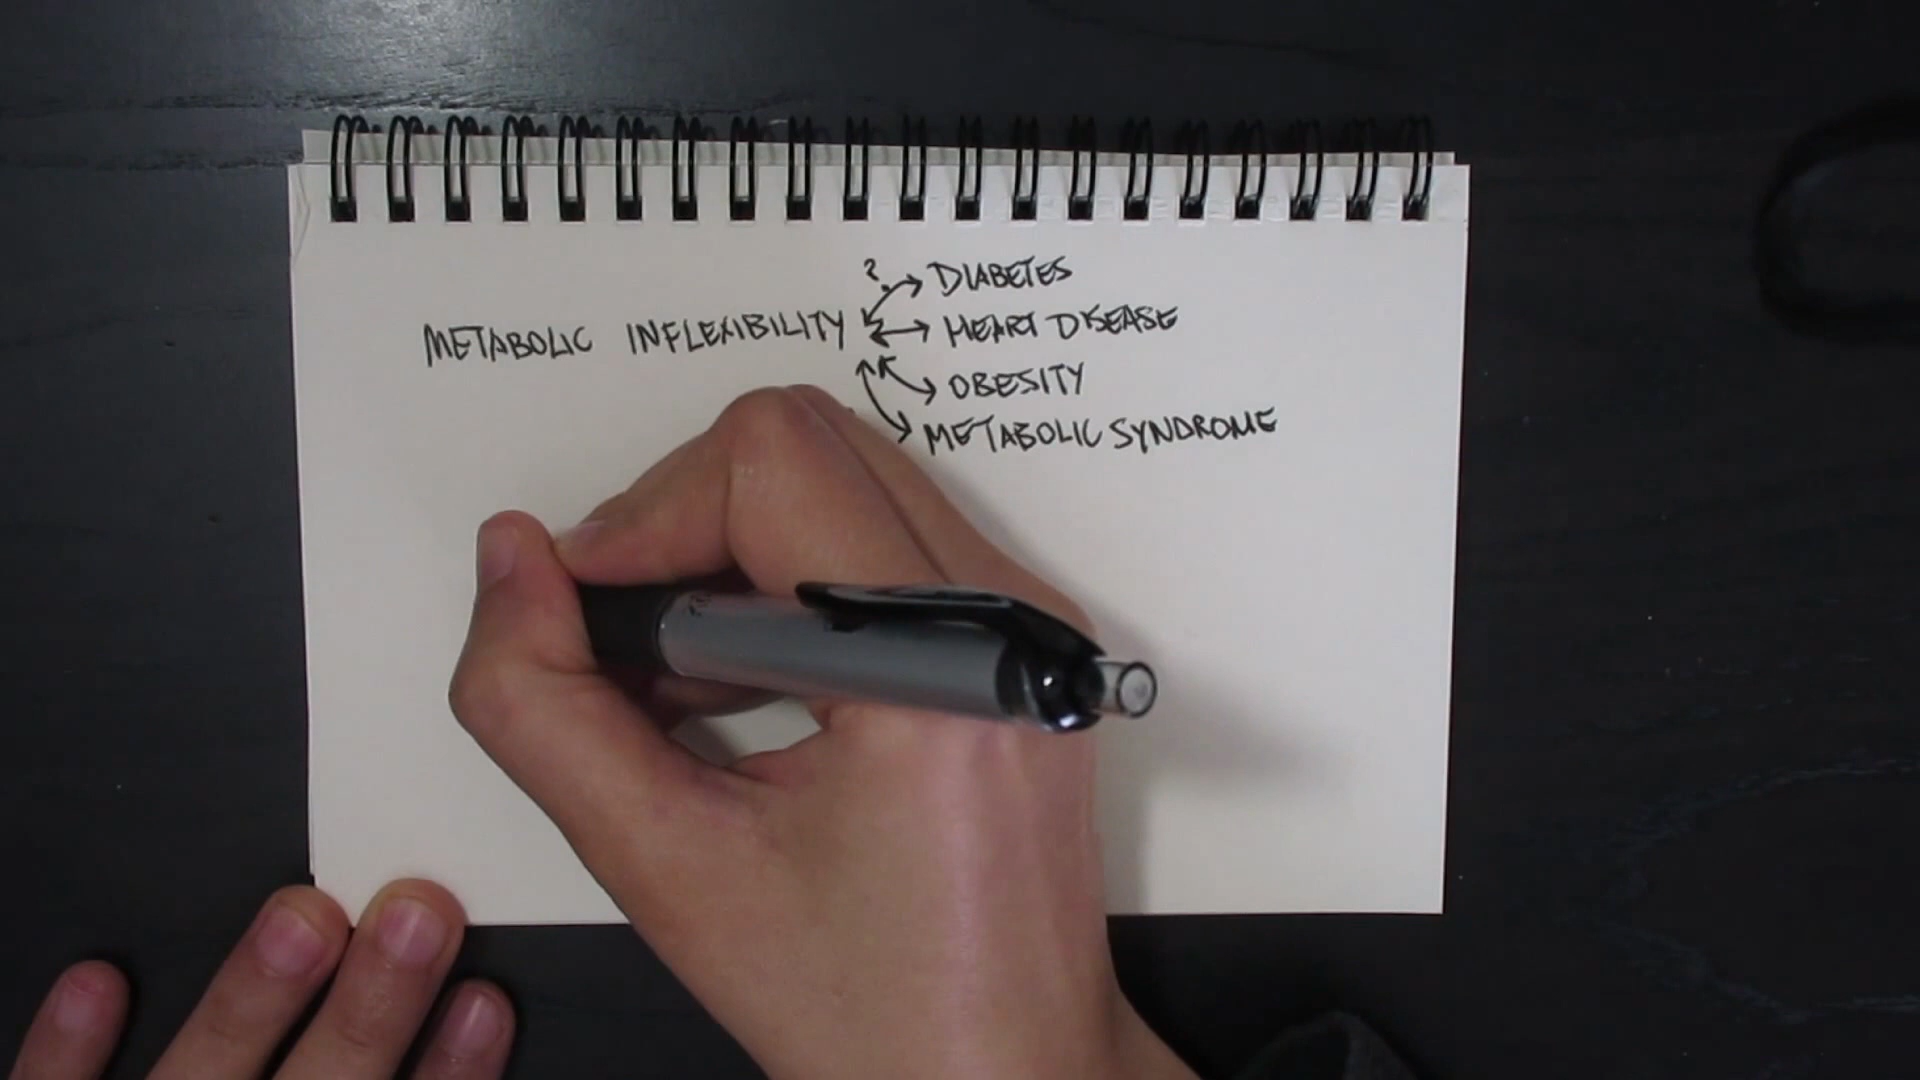 ? DIABETES
METABOLIC INFLEXIBILITY HEART DISEASE
OBESITY
METABOLIC SYNDROME